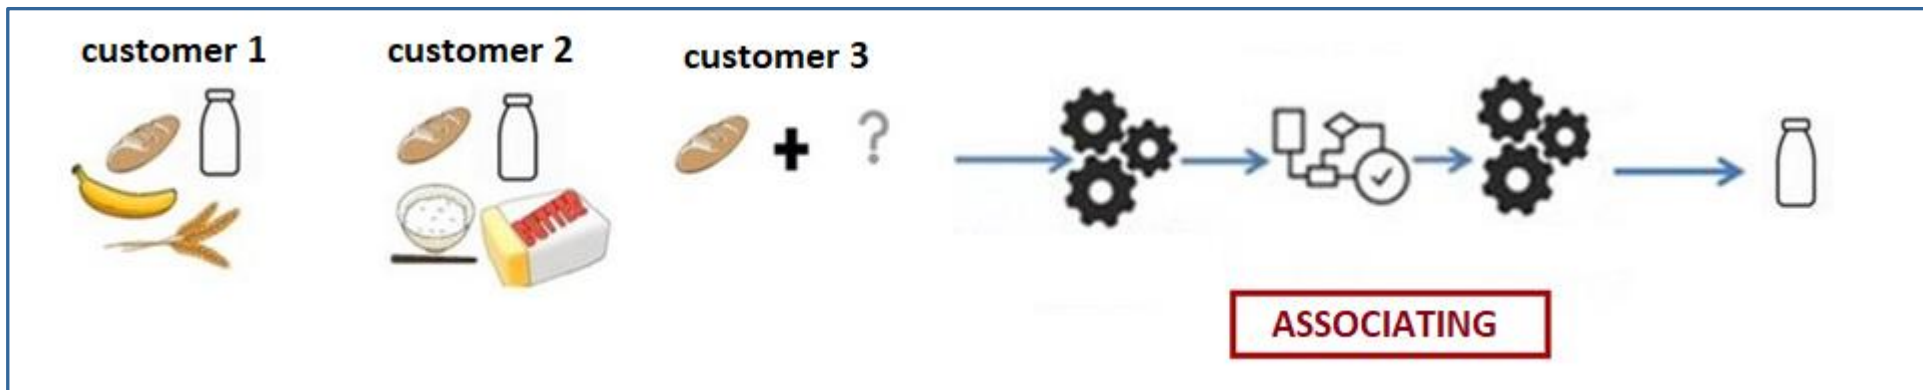 customer 1
customer 2
customer 3
+ ?
BUTTER
ASSOCIATING